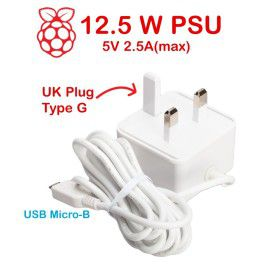 12.5 W PSU
5V 2.5A(max)
UK Plug
Type G
USB Micro-B